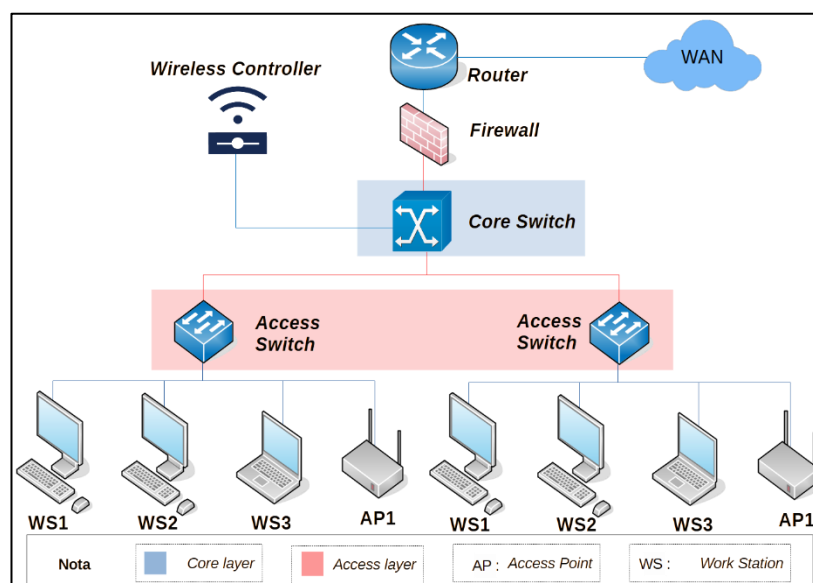 WAN
Wireless Controller
Router
Firewall
Core Switch
Access
Switch
Access
Switch
WS1 WS2 WS3 AP1 WS1 WS2 WS3 AP1
Nota Core layer Access layer AP : Access Point WS : Work Station